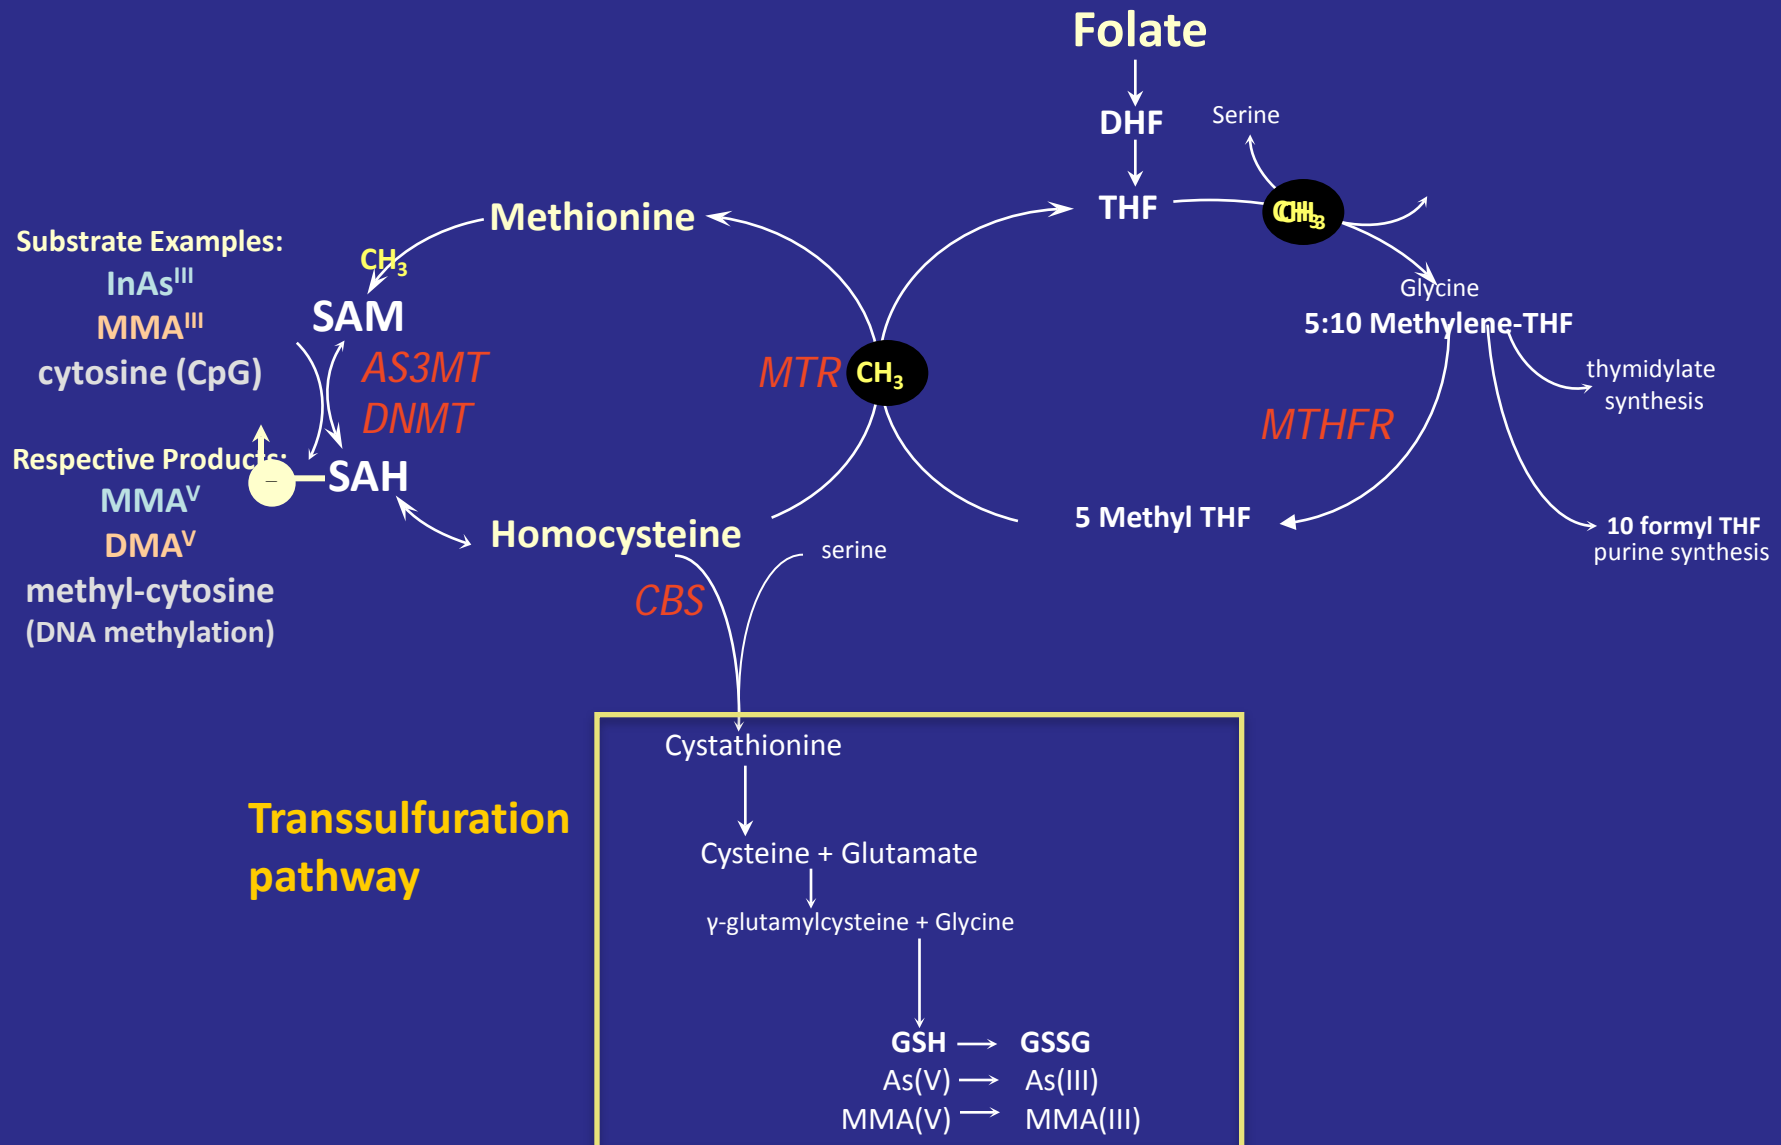 Folate
DHF
Serine
THF
CH₃
CH₃
Methionine
Substrate Examples:
InAsᴵᴵᴵ
MMAᴵᴵᴵ
cytosine (CpG)
CH₃
SAM
Glycine
5:10 Methylene-THF
AS3MT
DNMT
MTR
CH₃
thymidylate
synthesis
MTHFR
Respective Products:
MMAⱽ
DMAⱽ
methyl-cytosine
(DNA methylation)
–
SAH
Homocysteine
5 Methyl THF
10 formyl THF
purine synthesis
serine
CBS
Cystathionine
Transsulfuration
pathway
Cysteine + Glutamate
γ-glutamylcysteine + Glycine
GSH → GSSG
As(V) → As(III)
MMA(V) → MMA(III)